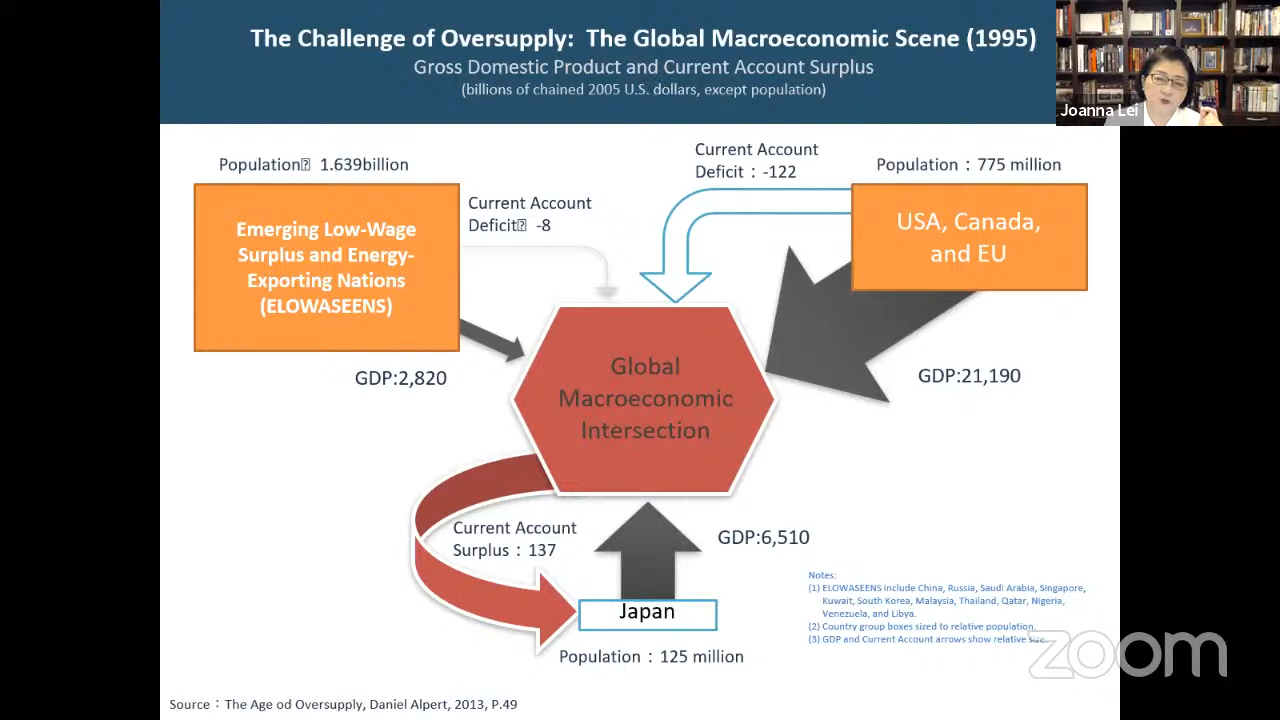 The Challenge of Oversupply:  The Global Macroeconomic Scene (1995)
Gross Domestic Product and Current Account Surplus
(billions of chained 2005 U.S. dollars, except population)
Joanna Lei
Population 1.639billion
Current Account
Deficit -8
Current Account
Deficit：-122
Population：775 million
Emerging Low-Wage
Surplus and Energy-
Exporting Nations
(ELOWASEENS)
USA, Canada,
and EU
GDP:2,820
Global
Macroeconomic
Intersection
GDP:21,190
Current Account
Surplus：137
GDP:6,510
Japan
Population：125 million
Notes:
(1) ELOWASEENS include China, Russia, Saudi Arabia, Singapore,
Kuwait, South Korea, Malaysia, Thailand, Qatar, Nigeria,
Venezuela, and Libya.
(2) Country group boxes sized to relative population.
(3) GDP and Current Account arrows show relative size.
zoom
Source：The Age od Oversupply, Daniel Alpert, 2013, P.49